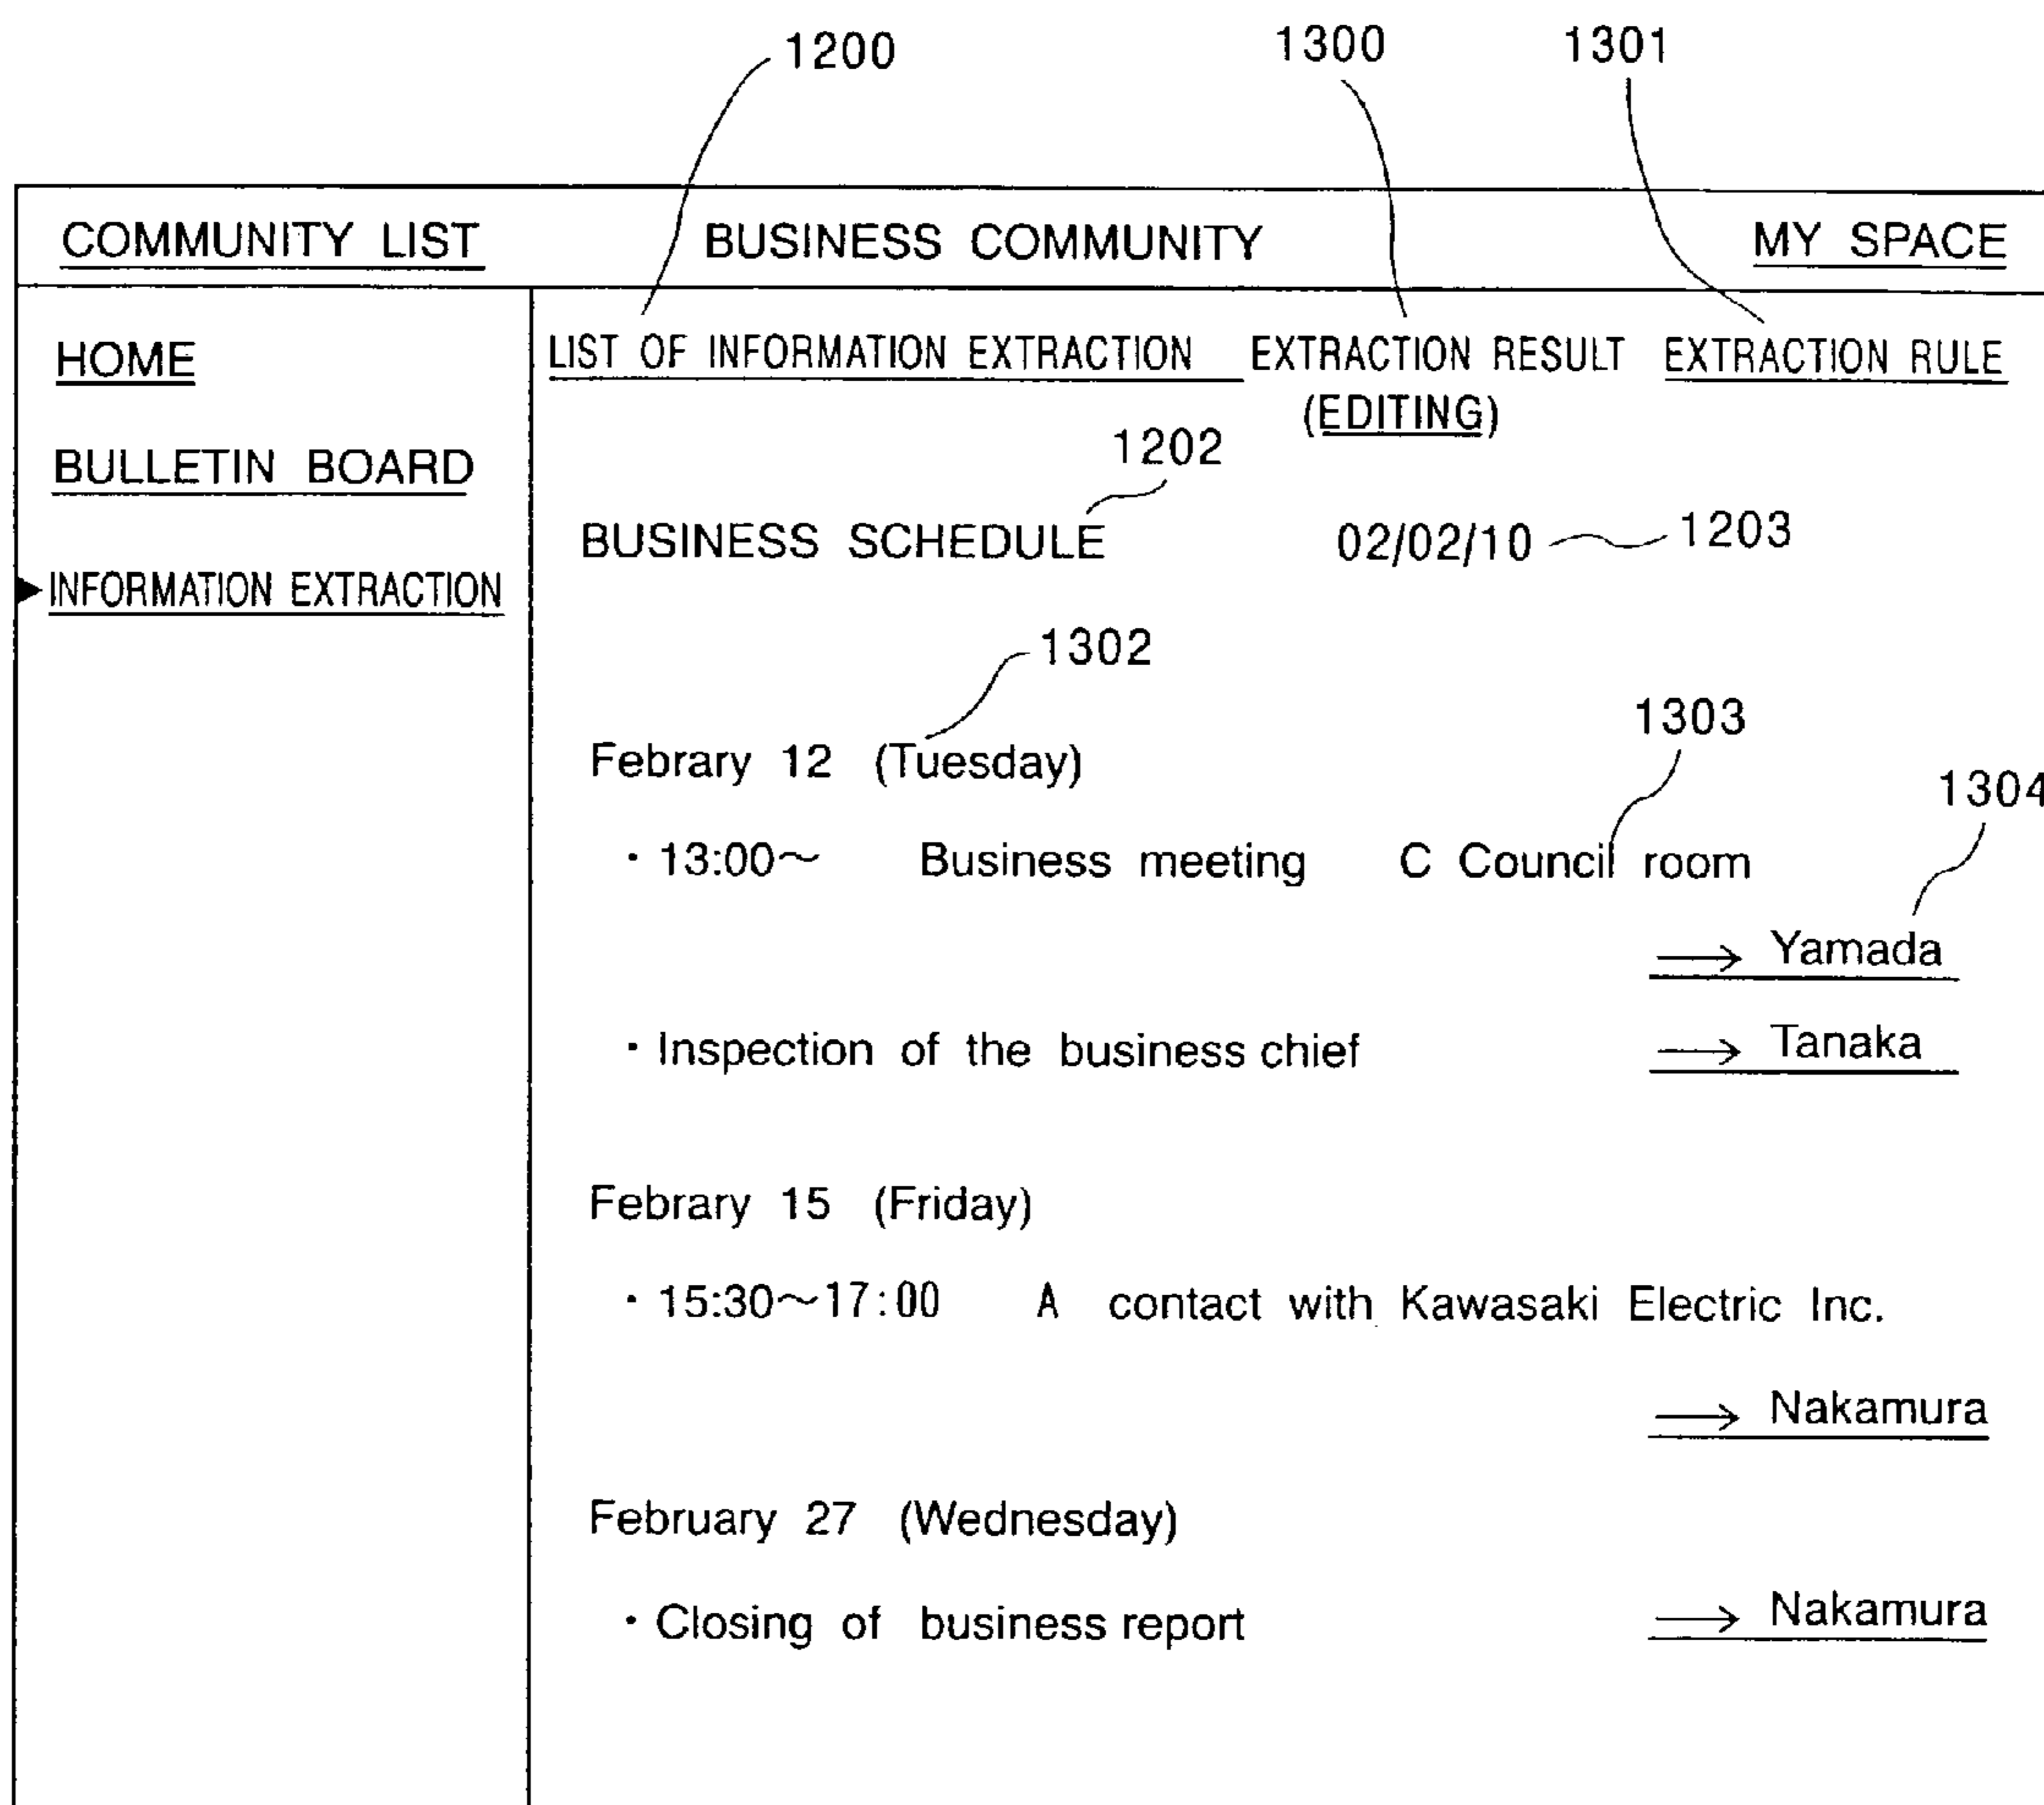 1200 1300 1301
COMMUNITY LIST BUSINESS COMMUNITY MY SPACE
HOME
BULLETIN BOARD
INFORMATION EXTRACTION
LIST OF INFORMATION EXTRACTION EXTRACTION RESULT EXTRACTION RULE
(EDITING)
1202
BUSINESS SCHEDULE 02/02/10 1203
1302
1303
Febrary 12 (Tuesday)
1304
・13:00～ Business meeting C Council room
→ Yamada
・Inspection of the business chief → Tanaka
Febrary 15 (Friday)
・15:30～17:00 A contact with Kawasaki Electric Inc.
→ Nakamura
February 27 (Wednesday)
・Closing of business report → Nakamura